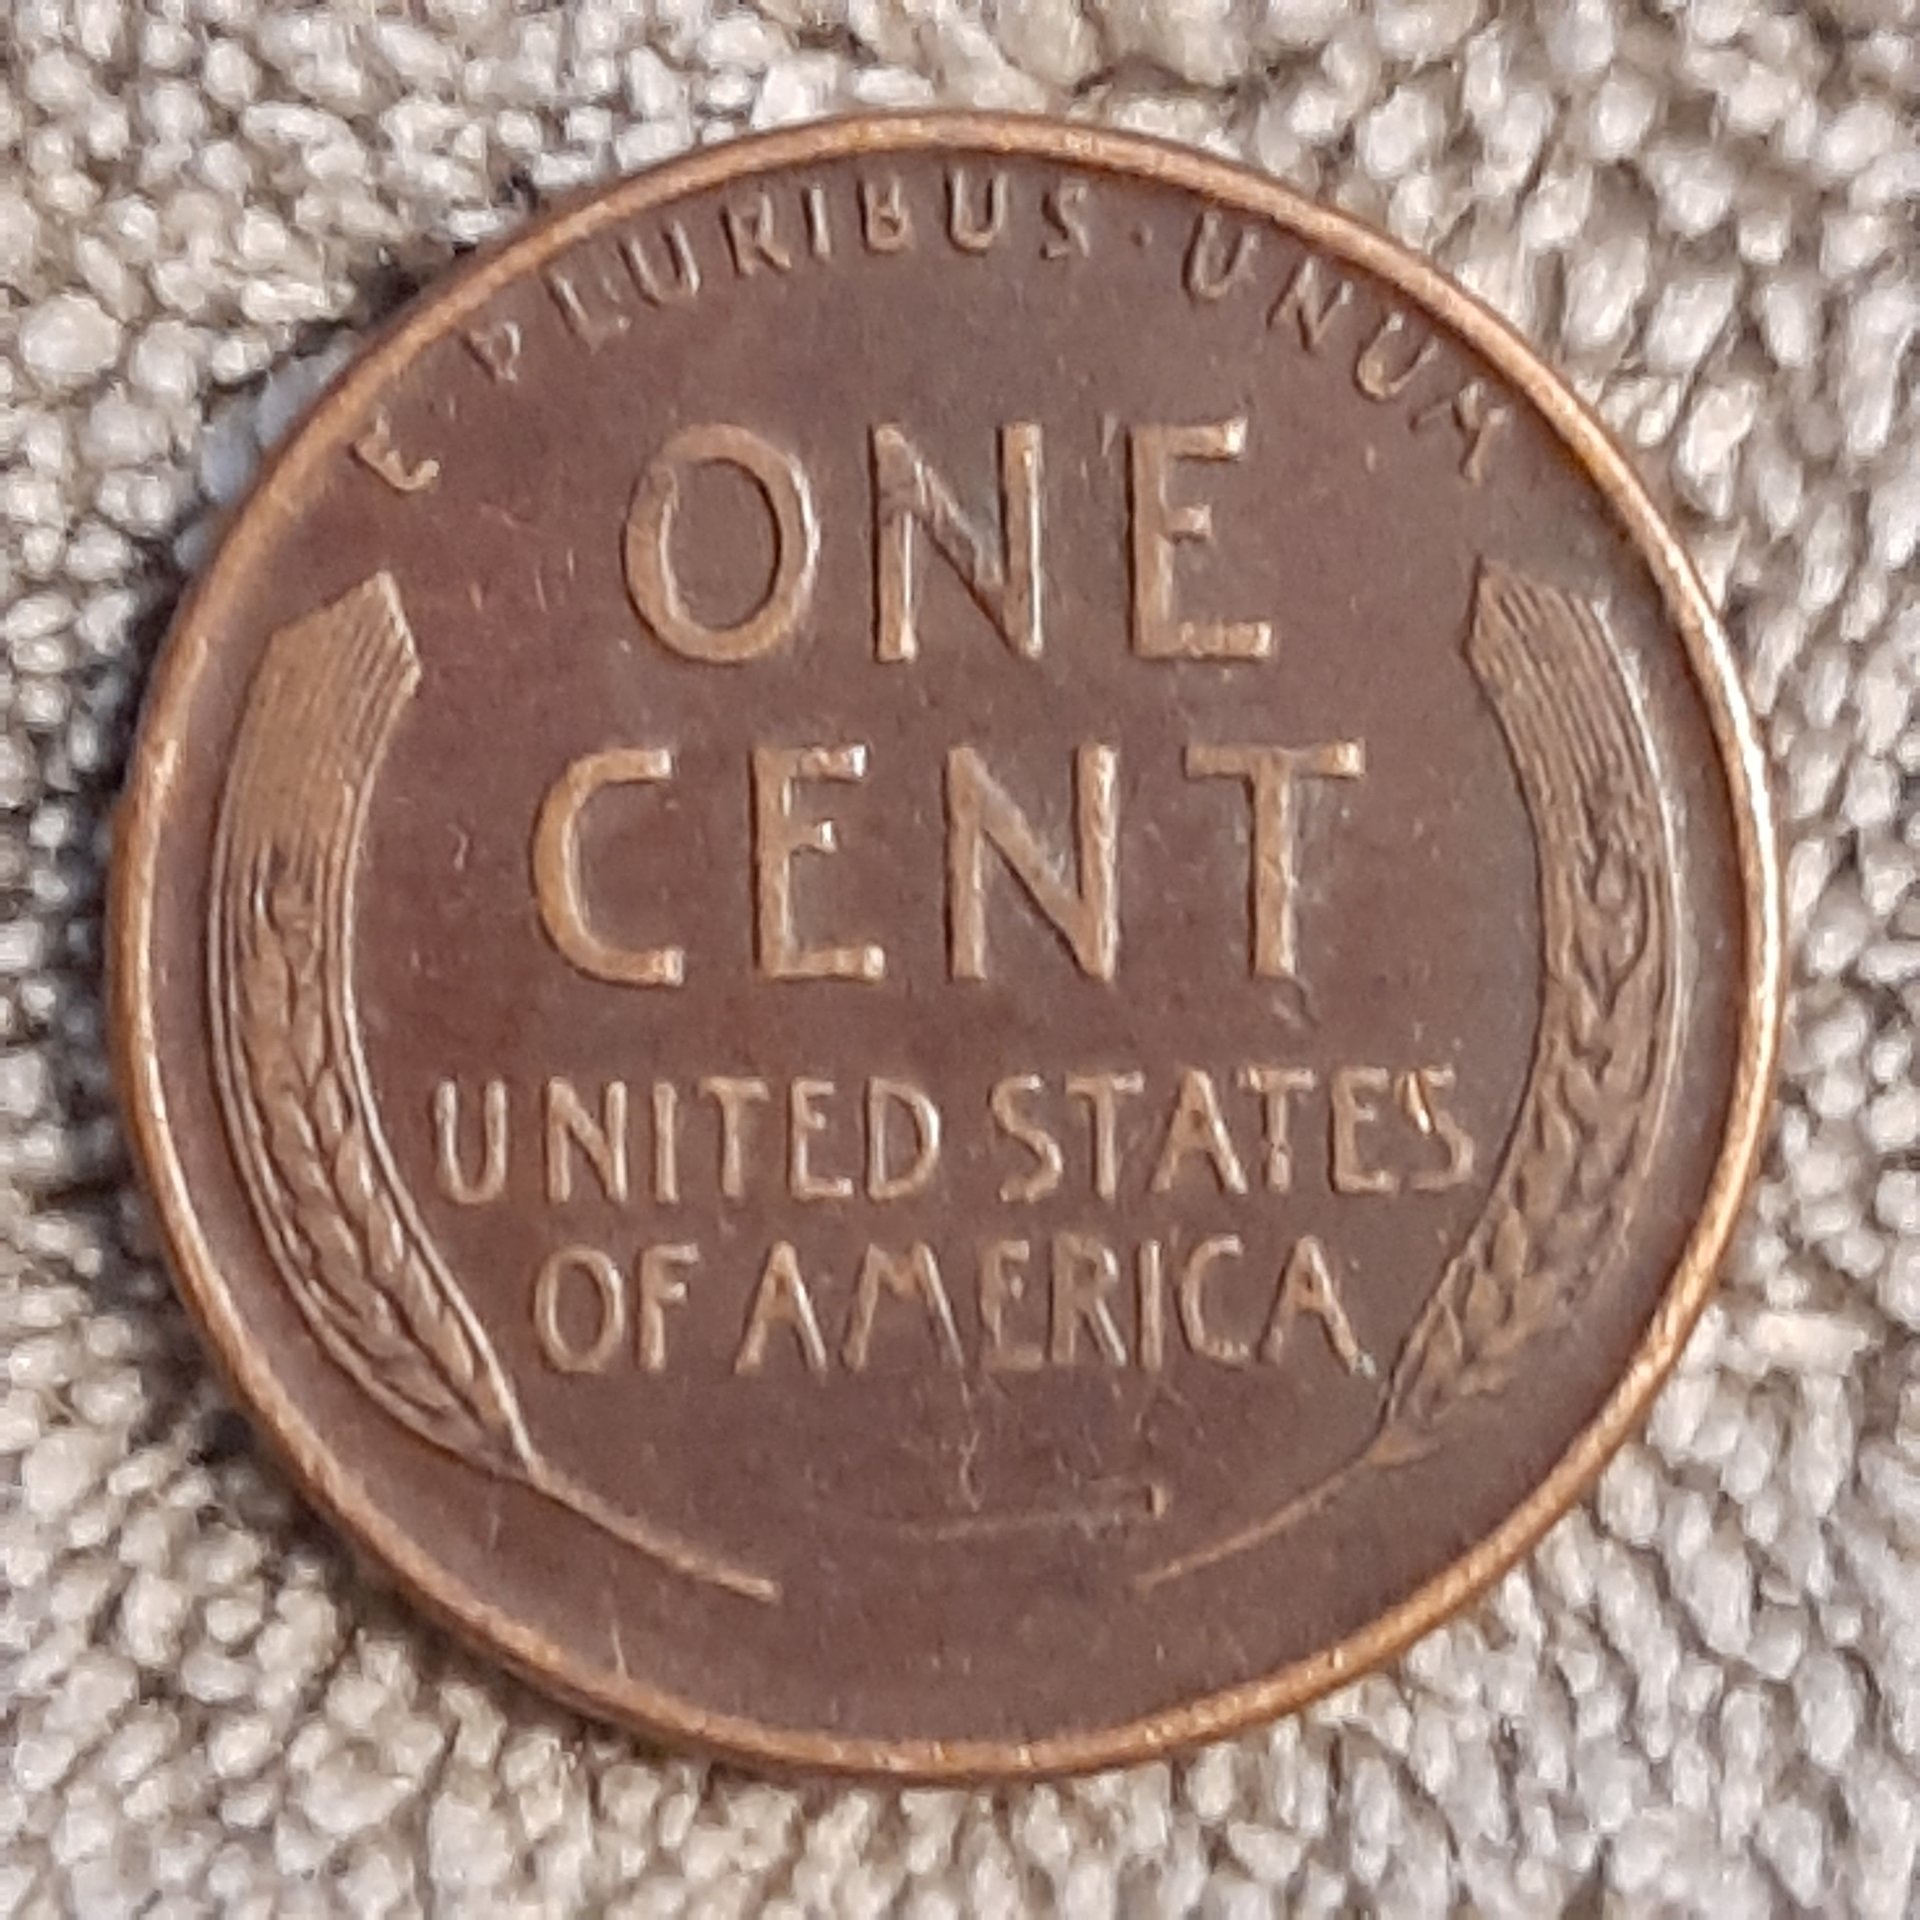 E PLURIBUS · UNUM
ONE
CENT
UNITED STATES
OF AMERICA